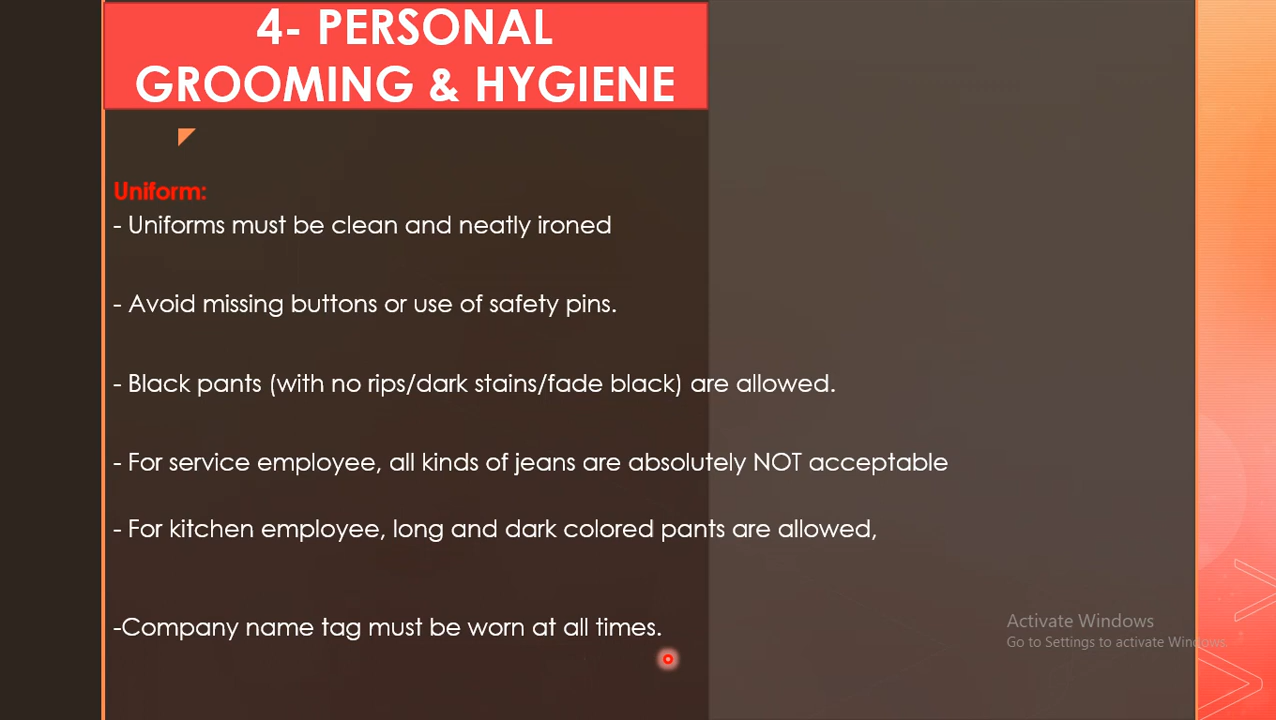 4- PERSONAL
GROOMING & HYGIENE
Uniform:
- Uniforms must be clean and neatly ironed
- Avoid missing buttons or use of safety pins.
- Black pants (with no rips/dark stains/fade black) are allowed.
- For service employee, all kinds of jeans are absolutely NOT acceptable
- For kitchen employee, long and dark colored pants are allowed,
-Company name tag must be worn at all times.
Activate Windows
Go to Settings to activate Windows.